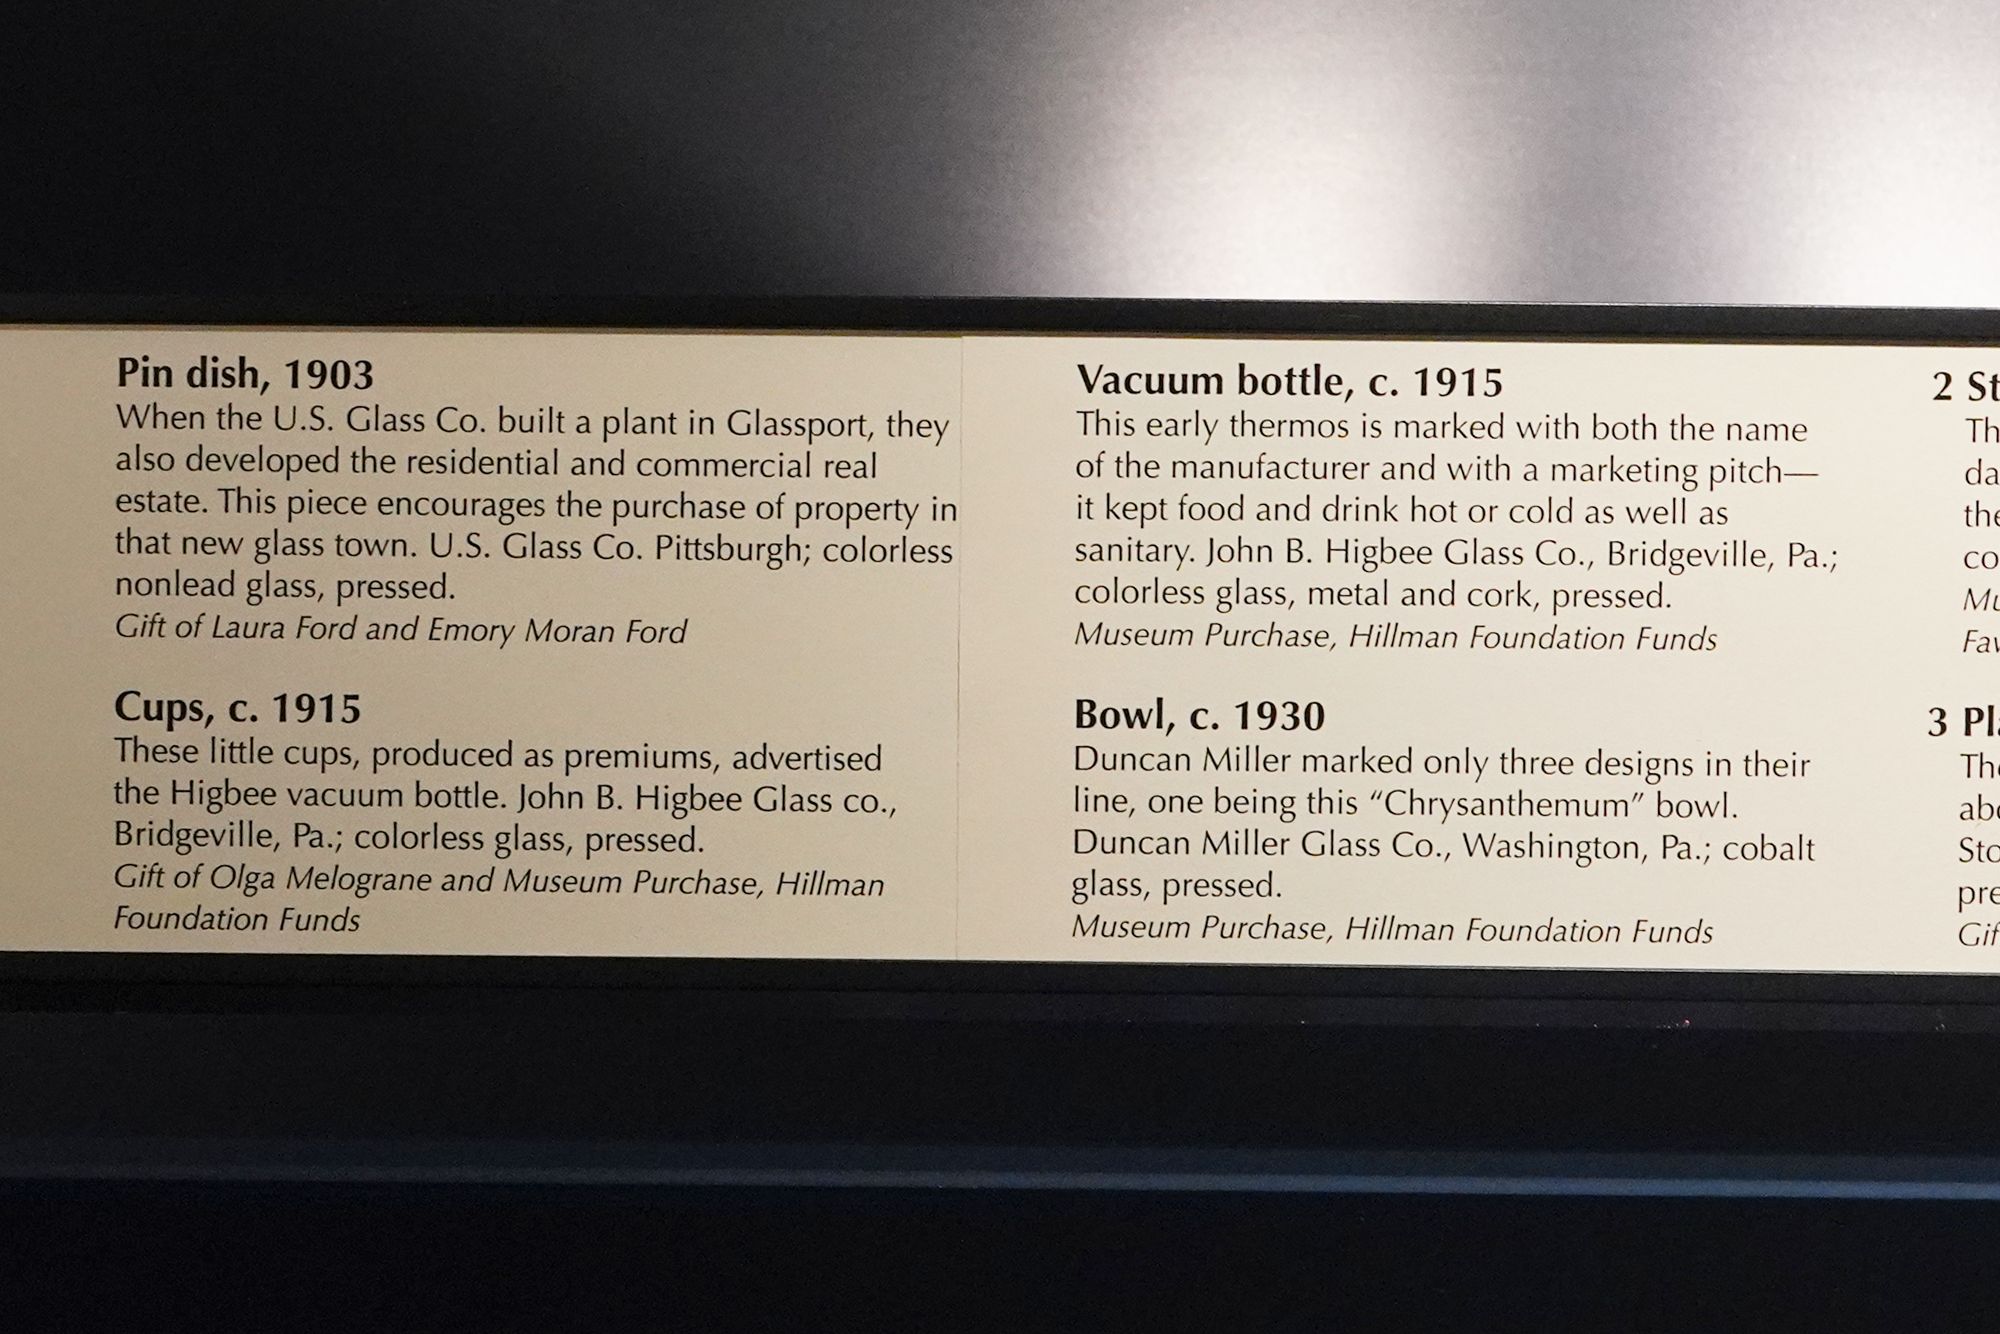 Pin dish, 1903
When the U.S. Glass Co. built a plant in Glassport, they
also developed the residential and commercial real
estate. This piece encourages the purchase of property in
that new glass town. U.S. Glass Co. Pittsburgh; colorless
nonlead glass, pressed.
Gift of Laura Ford and Emory Moran Ford
Cups, c. 1915
These little cups, produced as premiums, advertised
the Higbee vacuum bottle. John B. Higbee Glass co.,
Bridgeville, Pa.; colorless glass, pressed.
Gift of Olga Melograne and Museum Purchase, Hillman
Foundation Funds
Vacuum bottle, c. 1915
This early thermos is marked with both the name
of the manufacturer and with a marketing pitch—
it kept food and drink hot or cold as well as
sanitary. John B. Higbee Glass Co., Bridgeville, Pa.;
colorless glass, metal and cork, pressed.
Museum Purchase, Hillman Foundation Funds
Bowl, c. 1930
Duncan Miller marked only three designs in their
line, one being this “Chrysanthemum” bowl.
Duncan Miller Glass Co., Washington, Pa.; cobalt
glass, pressed.
Museum Purchase, Hillman Foundation Funds
2
3